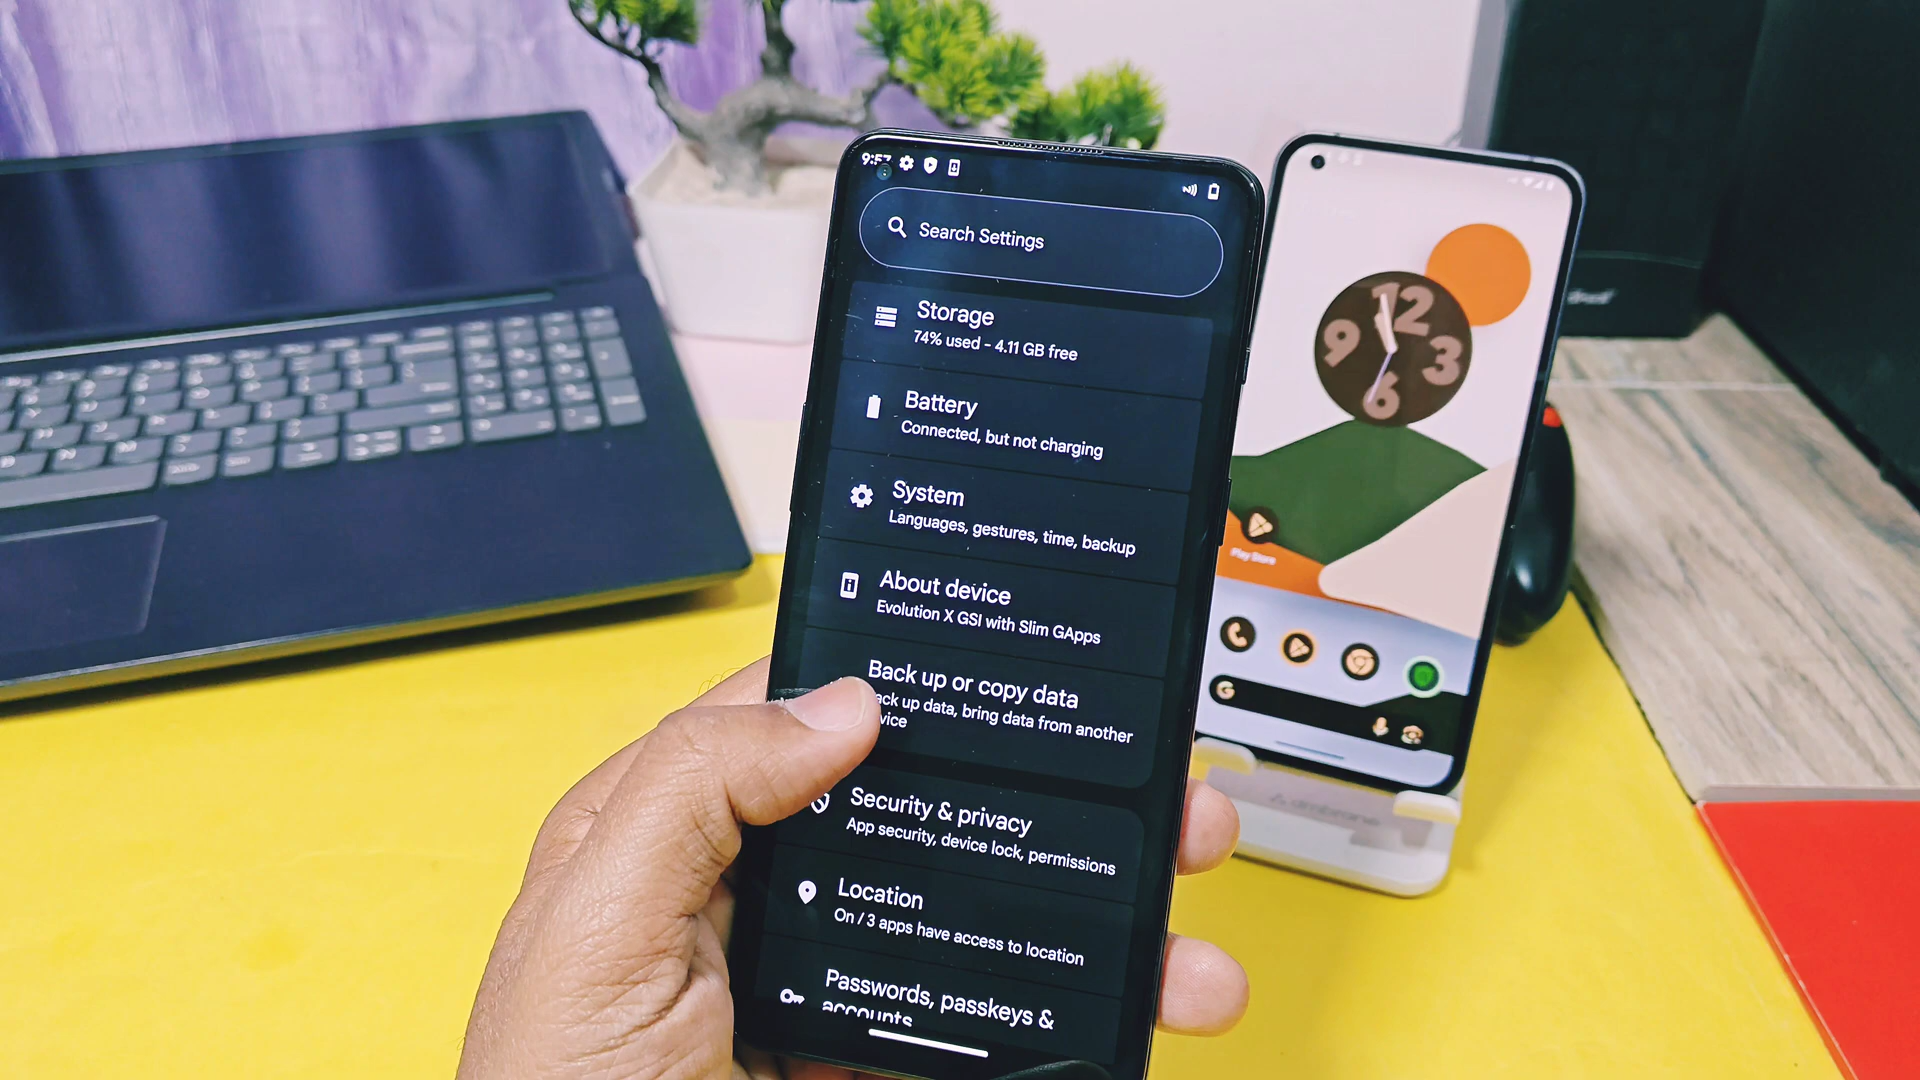 9:57
Search Settings
Storage
74% used - 4.11 GB free
Battery
Connected, but not charging
System
Languages, gestures, time, backup
About device
Evolution X GSI with Slim GApps
Back up or copy data
ack up data, bring data from another
vice
Security & privacy
App security, device lock, permissions
Location
On / 3 apps have access to location
Passwords, passkeys &
accounts
12
9
3
6
Play Store
G
ambrane